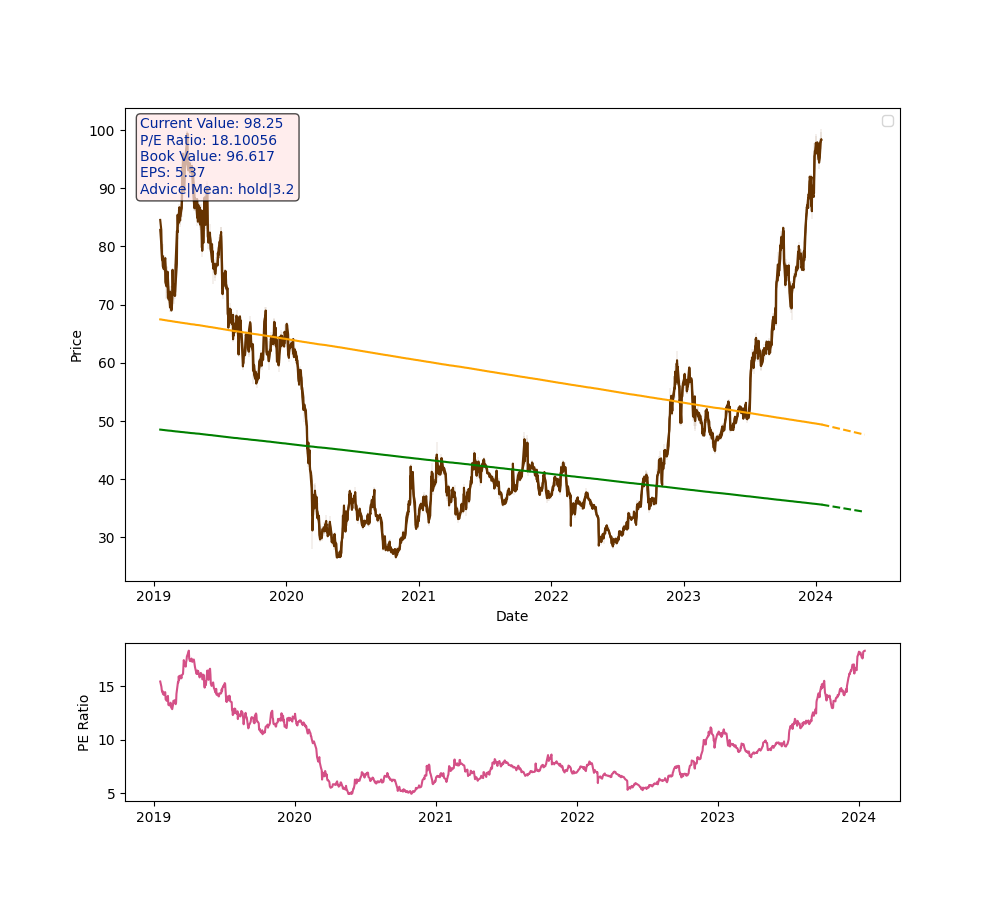 Current Value: 98.25
P/E Ratio: 18.10056
Book Value: 96.617
EPS: 5.37
Advice|Mean: hold|3.2
100
90
80
70
60
50
40
30
Price
2019 2020 2021 2022 2023 2024
Date
15
10
5
PE Ratio
2019 2020 2021 2022 2023 2024